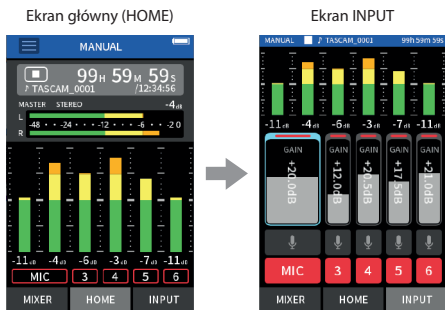 Ekran główny (HOME)
MANUAL
99H 59M 59s
♪ TASCAM_0001 /12:34:56
MASTER STEREO -4dB
L
-48 • • -24 • • • -12 • • • -6 • • -2 0
R
-11dB -4dB -6dB -3dB -7dB -11dB
MIC 3 4 5 6
MIXER HOME INPUT
Ekran INPUT
MANUAL ♪ TASCAM_0001 99h 59m 59s
-11dB -4dB -6dB -3dB -7dB -11dB
GAIN GAIN GAIN GAIN GAIN
+20.0dB +12.0dB +20.5dB +17.5dB +21.0dB
MIC 3 4 5 6
MIXER HOME INPUT